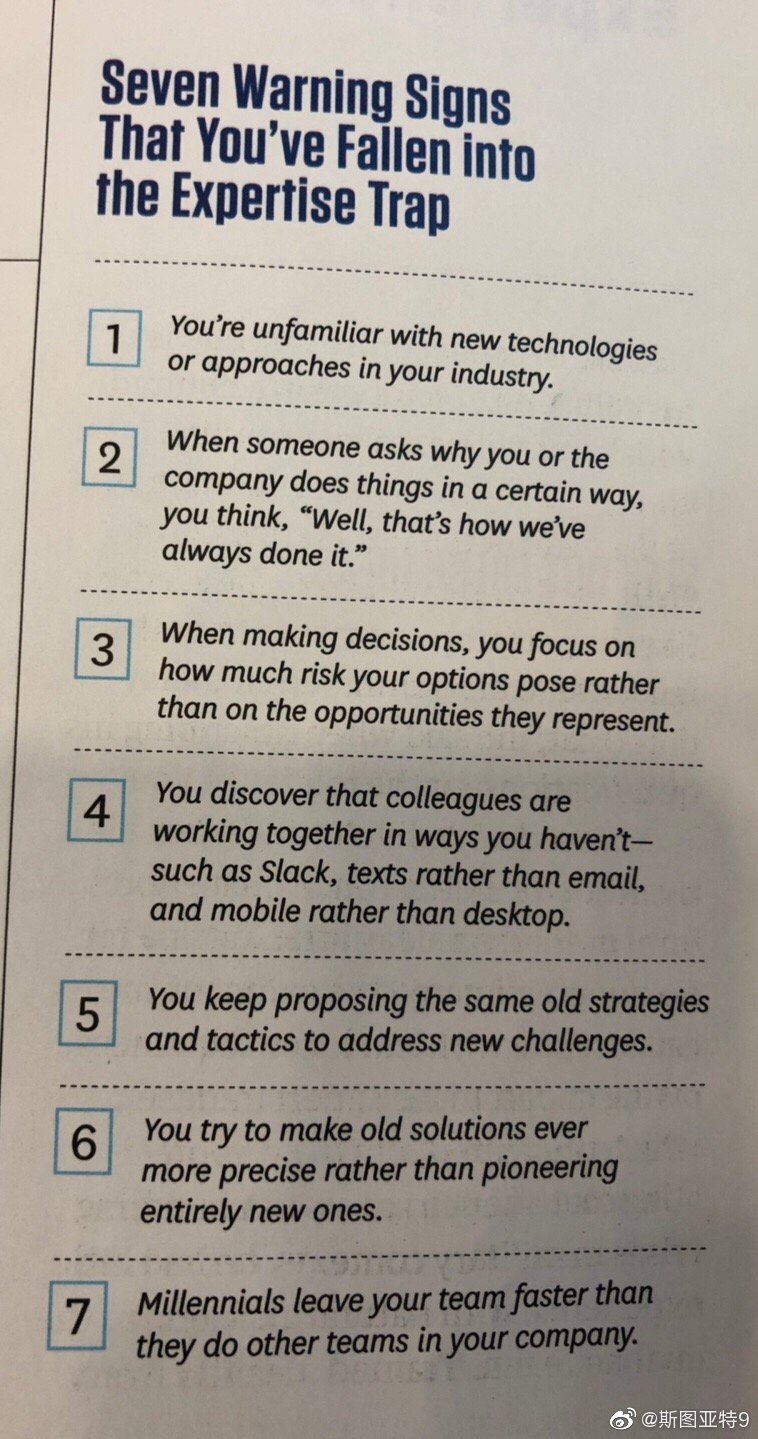 Seven Warning Signs
That You've Fallen into
the Expertise Trap
1
You're unfamiliar with new technologies
or approaches in your industry.
2
When someone asks why you or the
company does things in a certain way,
you think, “Well, that's how we've
always done it.”
3
When making decisions, you focus on
how much risk your options pose rather
than on the opportunities they represent.
4
You discover that colleagues are
working together in ways you haven't—
such as Slack, texts rather than email,
and mobile rather than desktop.
5
You keep proposing the same old strategies
and tactics to address new challenges.
6
You try to make old solutions ever
more precise rather than pioneering
entirely new ones.
7
Millennials leave your team faster than
they do other teams in your company.
@斯图亚特9